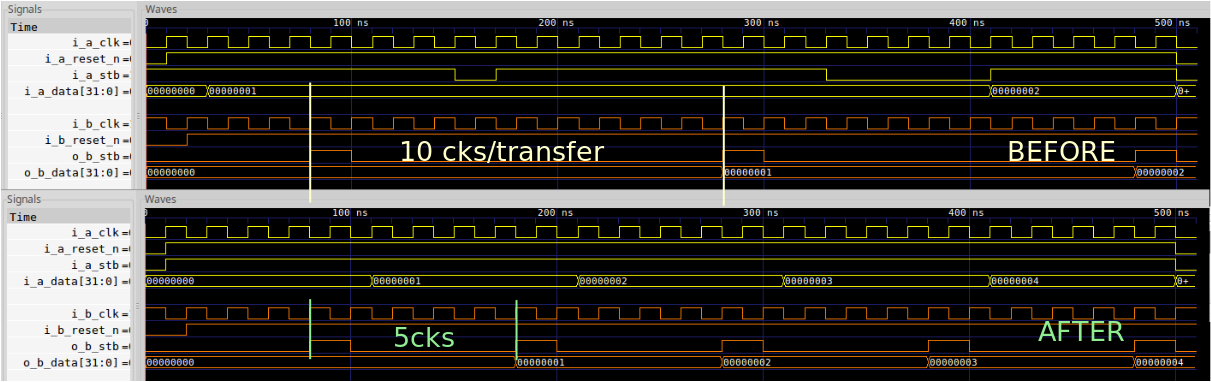 Signals Waves
Time 0 100 ns 200 ns 300 ns 400 ns 500 ns
i_a_clk =
i_a_reset_n =
i_a_stb =
i_a_data[31:0] = 00000000 00000001 00000002 0+
i_b_clk =
i_b_reset_n =
o_b_stb = 10 cks/transfer BEFORE
o_b_data[31:0] = 00000000 00000001 00000002
Signals Waves
Time 0 100 ns 200 ns 300 ns 400 ns 500 ns
i_a_clk =
i_a_reset_n =
i_a_stb =
i_a_data[31:0] = 00000000 00000001 00000002 00000003 00000004 0+
i_b_clk =
i_b_reset_n = 5cks AFTER
o_b_stb =
o_b_data[31:0] = 00000000 00000001 00000002 00000003 00000004